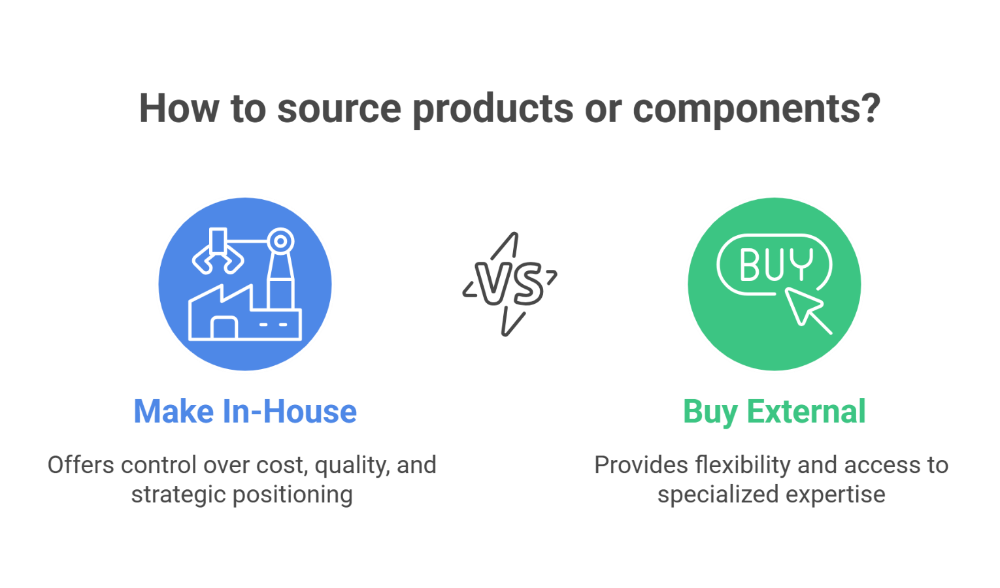 How to source products or components?
VS
BUY
Make In-House
Buy External
Offers control over cost, quality, and
strategic positioning
Provides flexibility and access to
specialized expertise